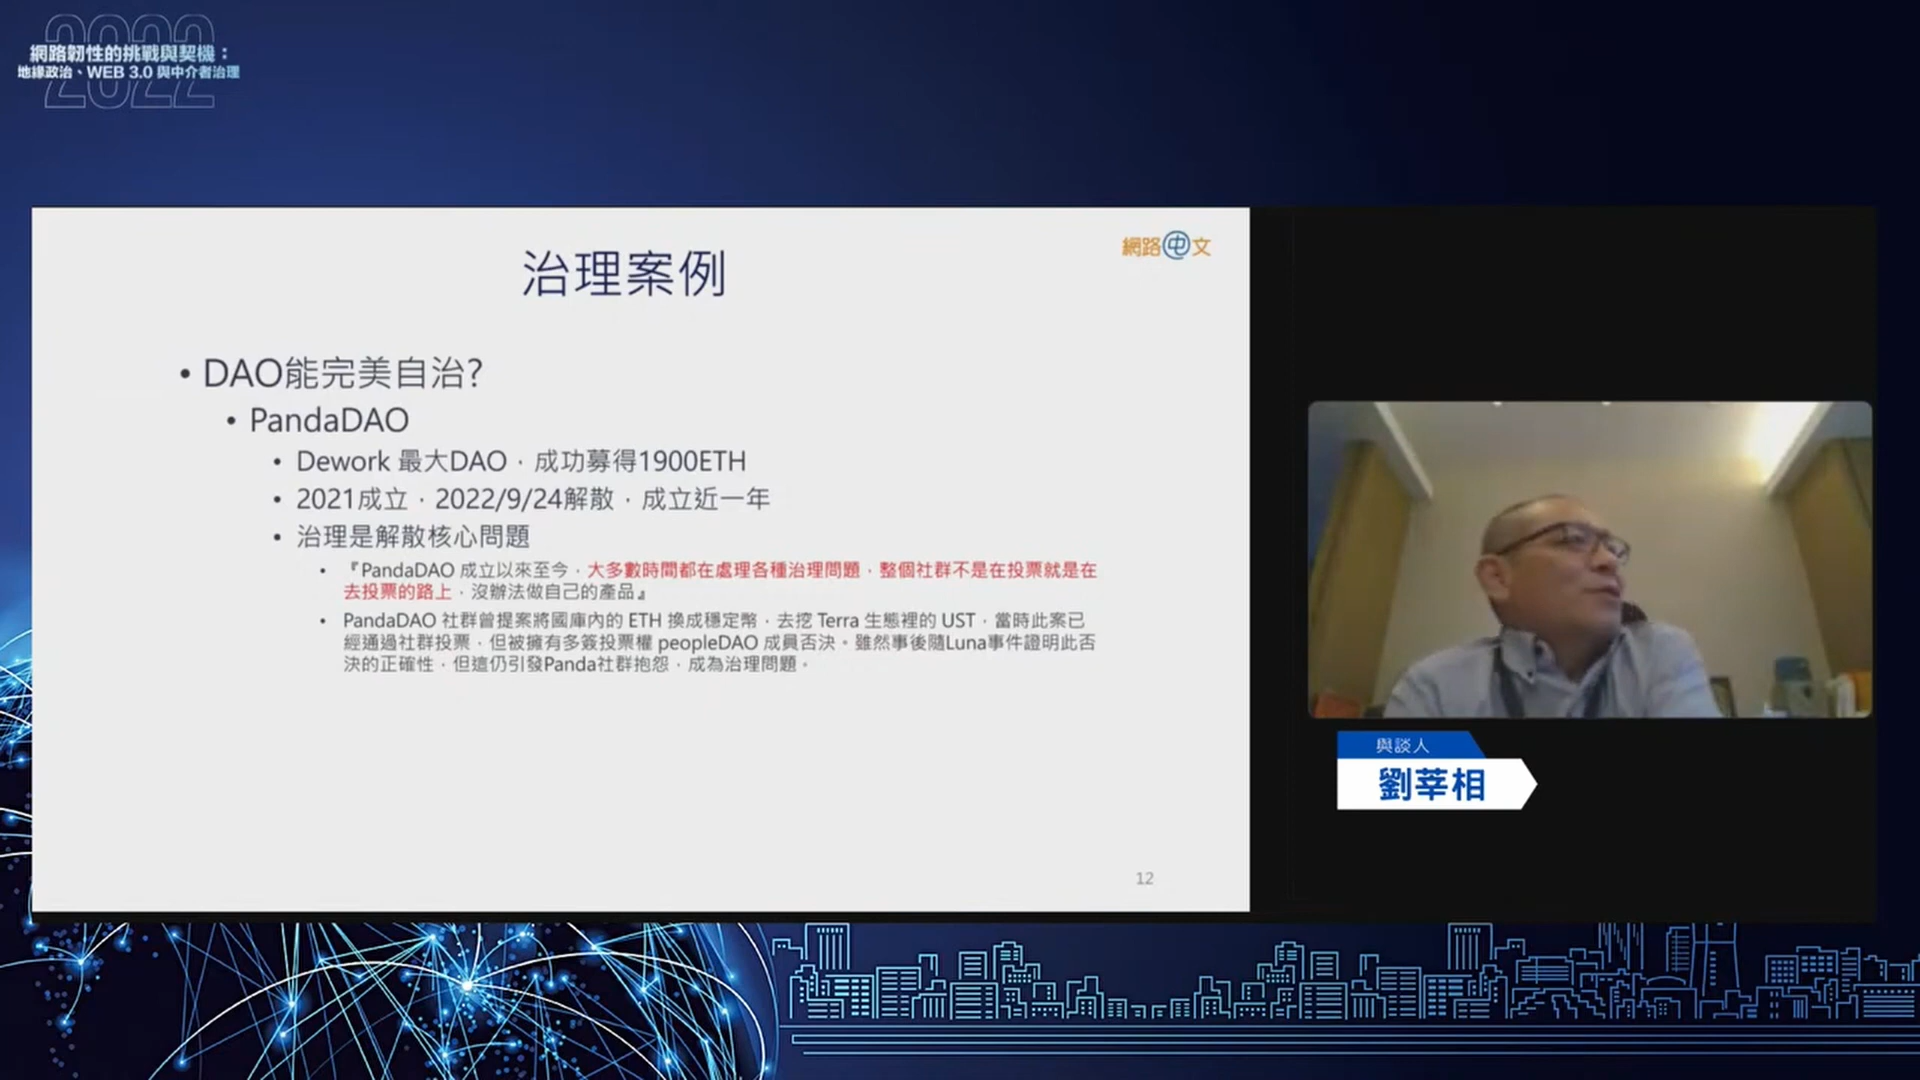 2022
網路韌性的挑戰與契機：
地緣政治、WEB 3.0 與中介者治理
網路中文
治理案例
• DAO能完美自治?
• PandaDAO
• Dework 最大DAO，成功募得1900ETH
• 2021成立，2022/9/24解散，成立近一年
• 治理是解散核心問題
• 『PandaDAO 成立以來至今，大多數時間都在處理各種治理問題，整個社群不是在投票就是在
去投票的路上，沒辦法做自己的產品』
• PandaDAO 社群曾提案將國庫內的 ETH 換成穩定幣，去挖 Terra 生態裡的 UST，當時此案已
經通過社群投票，但被擁有多簽投票權 peopleDAO 成員否決。雖然事後隨Luna事件證明此否
決的正確性，但這仍引發Panda社群抱怨，成為治理問題。
12
與談人
劉莘相